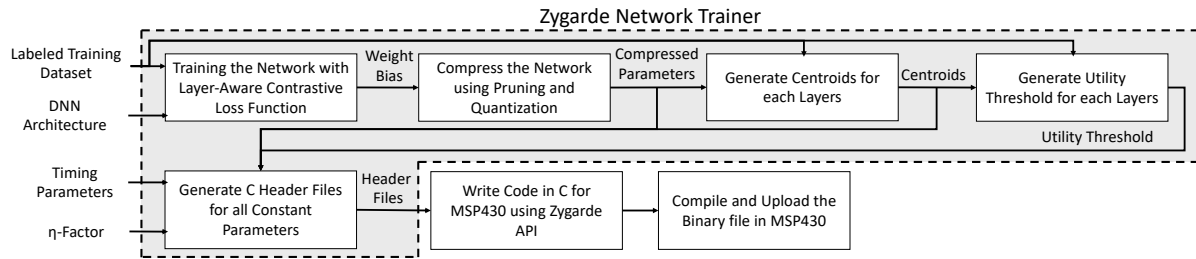 Zygarde Network Trainer
Labeled Training
Dataset
DNN
Architecture
Training the Network with
Layer-Aware Contrastive
Loss Function
Weight
Bias
Compress the Network
using Pruning and
Quantization
Compressed
Parameters
Generate Centroids for
each Layers
Centroids
Generate Utility
Threshold for each Layers
Utility Threshold
Timing
Parameters
η-Factor
Generate C Header Files
for all Constant
Parameters
Header
Files
Write Code in C for
MSP430 using Zygarde
API
Compile and Upload the
Binary file in MSP430